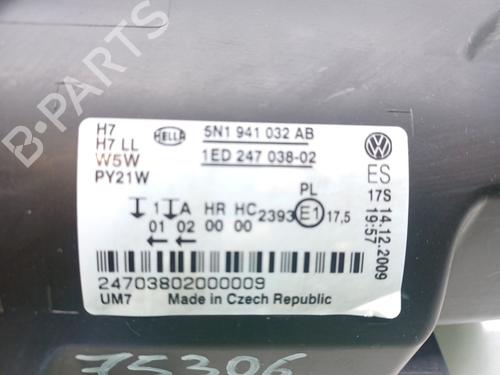 H7
H7 LL
W5W
PY21W
HELLA
5N1 941 032 AB
1ED 247 038-02
VW
ES
17S
14.12.2009
19:57
PL
1 A HR HC 2393 E1 17,5
01 02 00 00
24703802000009
UM7 Made in Czech Republic
75306
B-PARTS